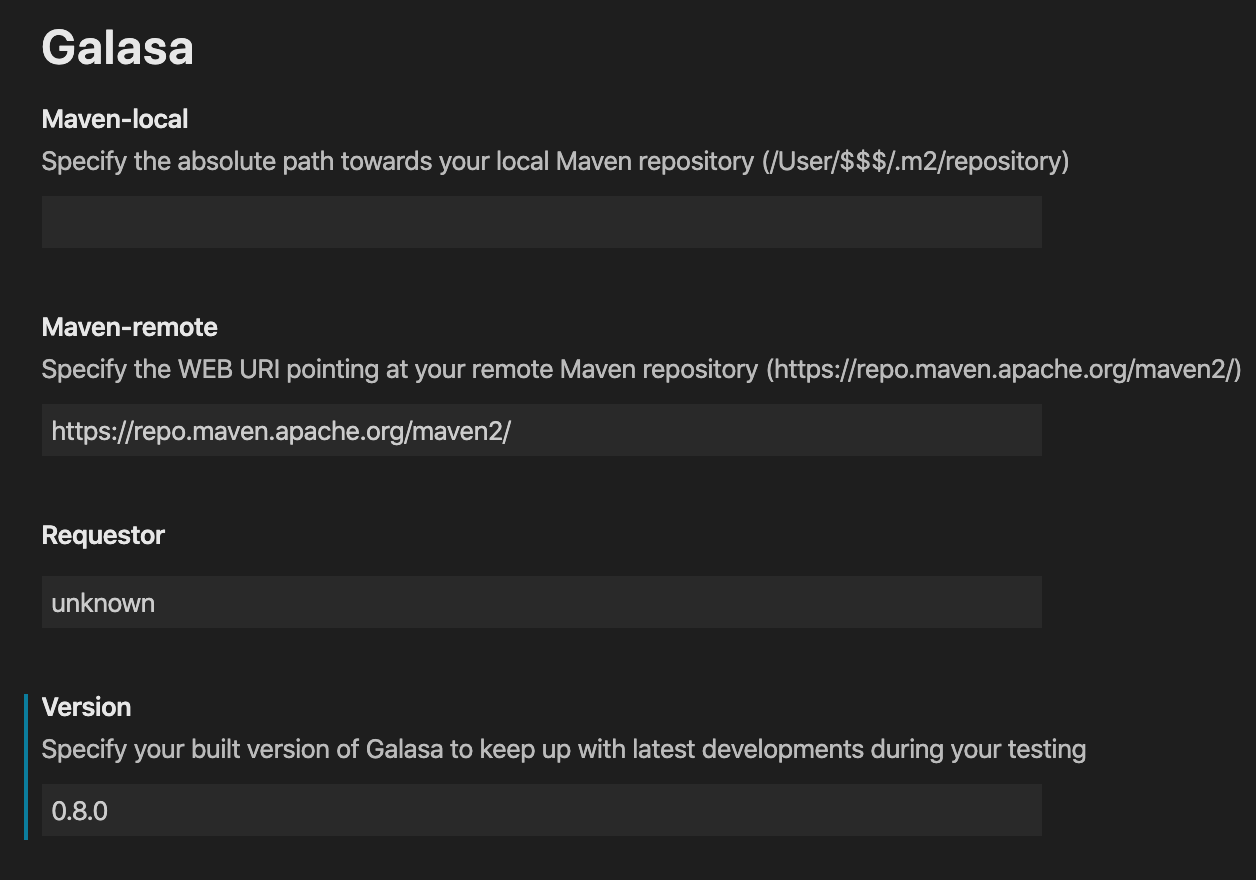 Galasa
Maven-local
Specify the absolute path towards your local Maven repository (/User/$$$/.m2/repository)
Maven-remote
Specify the WEB URI pointing at your remote Maven repository (https://repo.maven.apache.org/maven2/)
https://repo.maven.apache.org/maven2/
Requestor
unknown
Version
Specify your built version of Galasa to keep up with latest developments during your testing
0.8.0